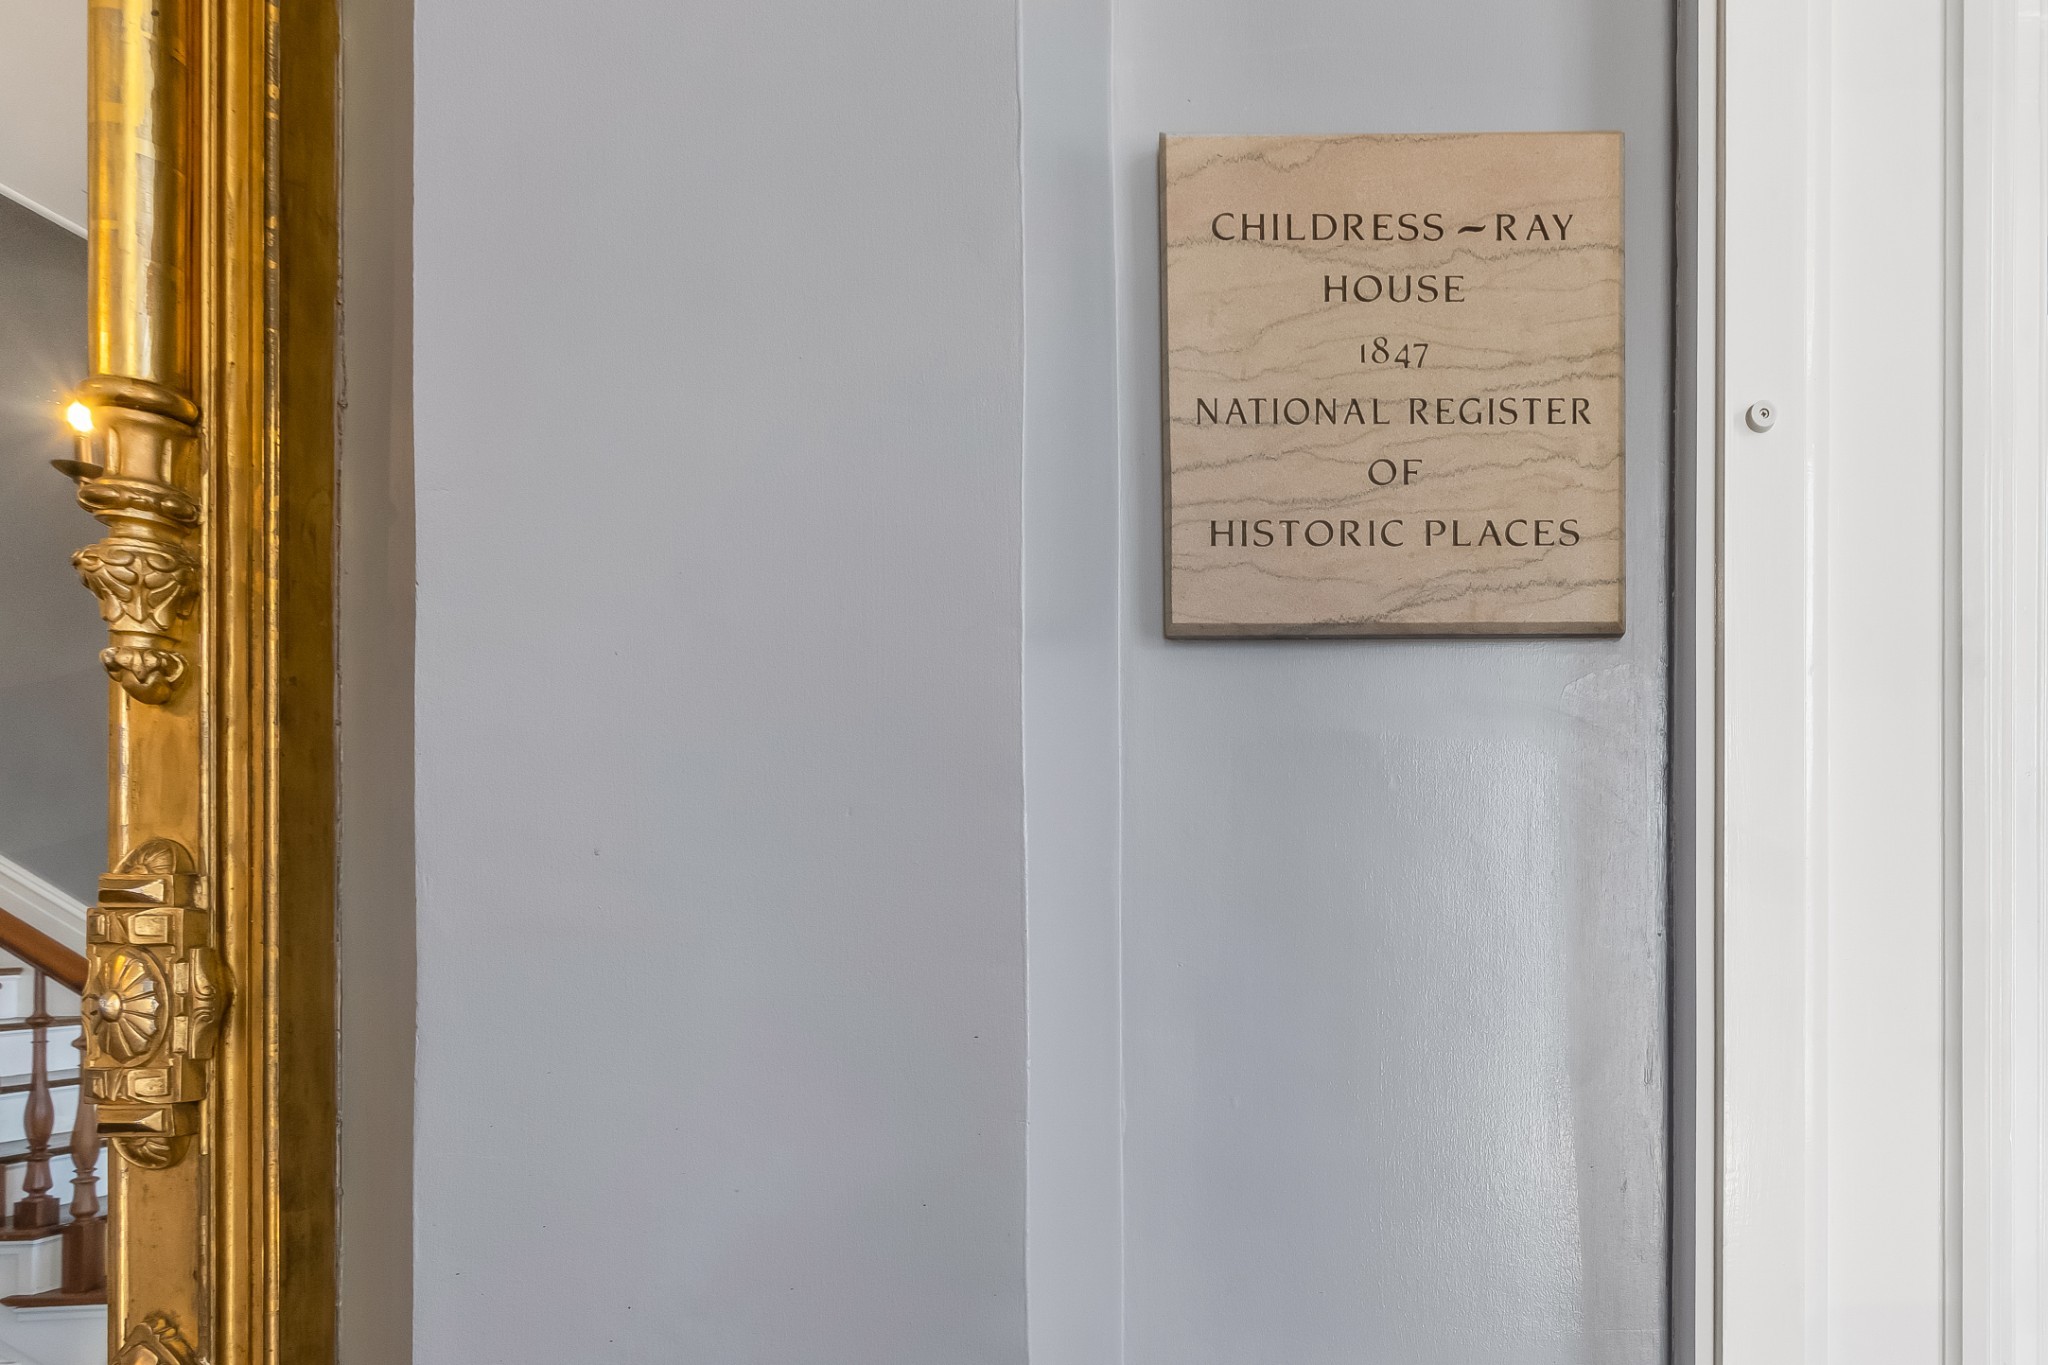 CHILDRESS ~ RAY
HOUSE
1847
NATIONAL REGISTER
OF
HISTORIC PLACES